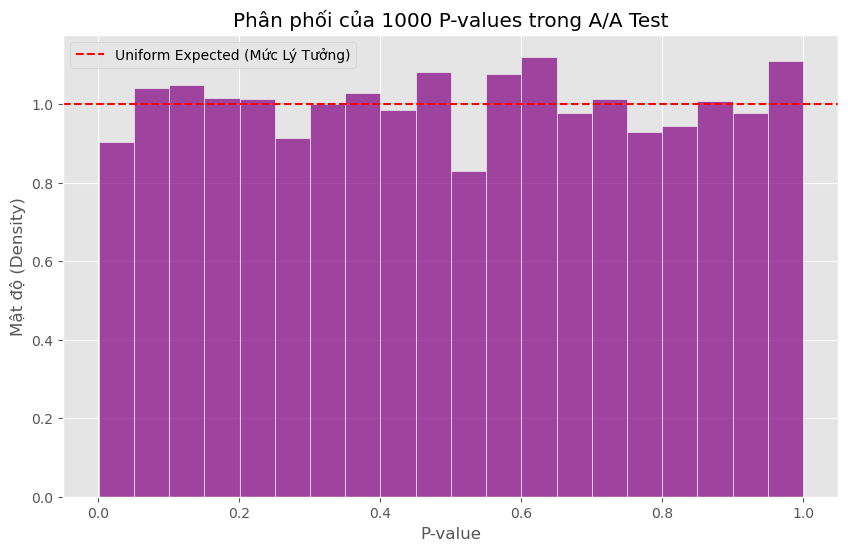 Phân phối của 1000 P-values trong A/A Test
Uniform Expected (Mức Lý Tưởng)
Mật độ (Density)
1.0
0.8
0.6
0.4
0.2
0.0
0.0 0.2 0.4 0.6 0.8 1.0
P-value